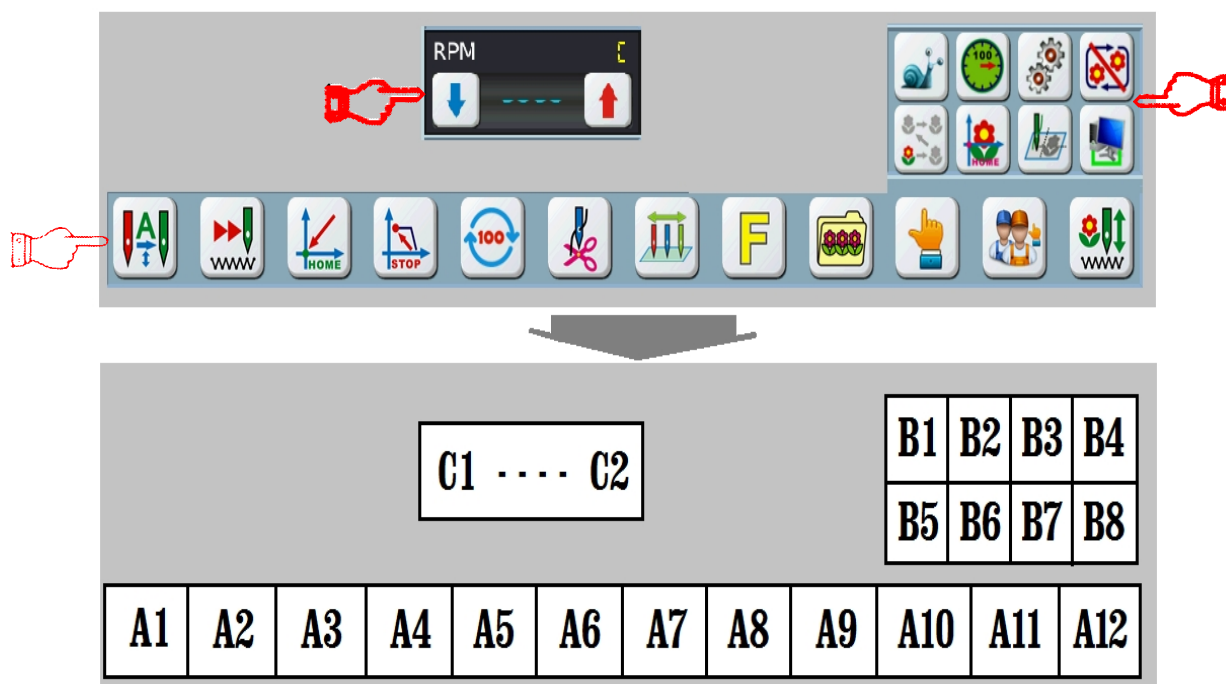 RPM C
100
HOME
A
HOME
STOP
100
F
C1 - - - - C2
B1 B2 B3 B4
B5 B6 B7 B8
A1 A2 A3 A4 A5 A6 A7 A8 A9 A10 A11 A12